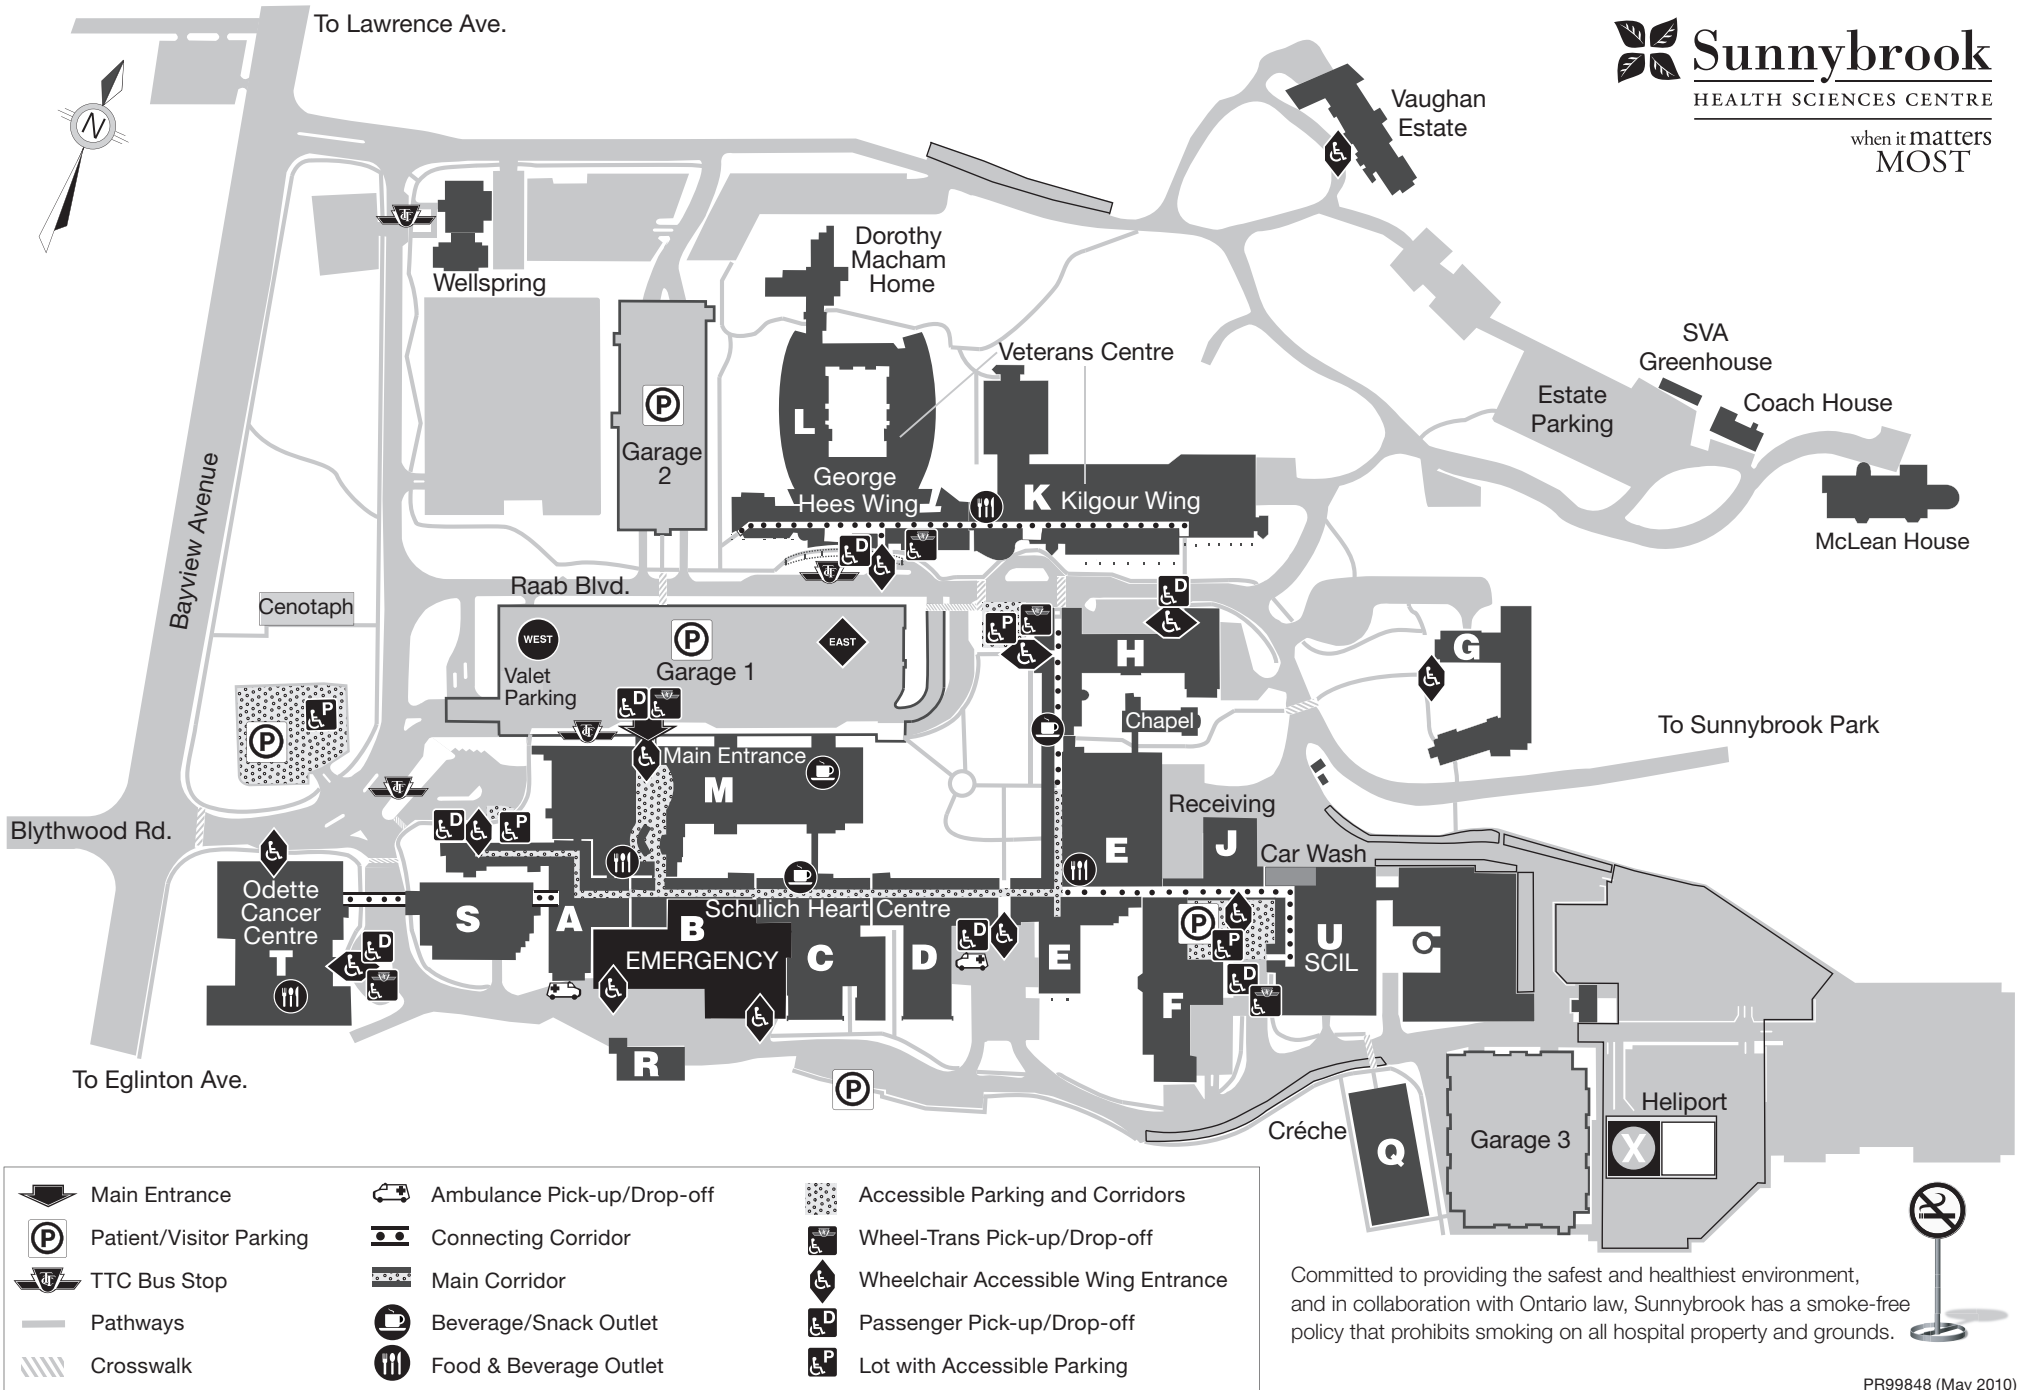 To Lawrence Ave.
Sunnybrook
HEALTH SCIENCES CENTRE
when it matters
MOST
N
Vaughan
Estate
Wellspring
Dorothy
Macham
Home
Veterans Centre
SVA
Greenhouse
Coach House
Estate
Parking
McLean House
P
Garage
2
L
George
Hees Wing
K Kilgour Wing
Bayview Avenue
Raab Blvd.
Cenotaph
D
D
WEST
P
EAST
Garage 1
Valet
Parking
P
H
G
Chapel
To Sunnybrook Park
P
P
D
Main Entrance
M
Receiving
Blythwood Rd.
D
P
E
J
Car Wash
Odette
Cancer
Centre
T
S
A
Schulich Heart Centre
B
EMERGENCY
C
D
D
E
P
P
U
SCIL
D
D
F
R
P
To Eglinton Ave.
Créche
Q
Garage 3
Heliport
X
Main Entrance
P Patient/Visitor Parking
TTC Bus Stop
Pathways
Crosswalk
Ambulance Pick-up/Drop-off
Connecting Corridor
Main Corridor
Beverage/Snack Outlet
Food & Beverage Outlet
Accessible Parking and Corridors
Wheel-Trans Pick-up/Drop-off
Wheelchair Accessible Wing Entrance
D Passenger Pick-up/Drop-off
P Lot with Accessible Parking
Committed to providing the safest and healthiest environment,
and in collaboration with Ontario law, Sunnybrook has a smoke-free
policy that prohibits smoking on all hospital property and grounds.
PR99848 (May 2010)